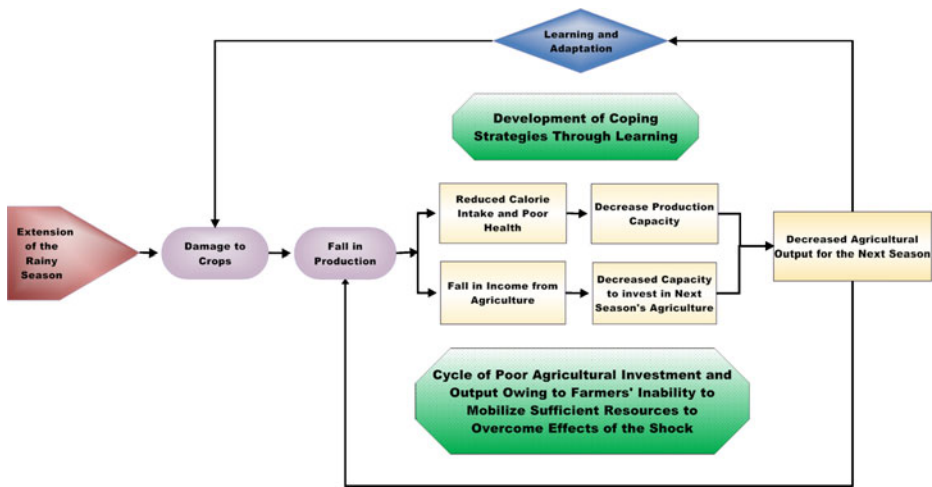 Learning and
Adaptation
Development of Coping
Strategies Through Learning
Extension
of the
Rainy
Season
Damage to
Crops
Fall in
Production
Reduced Calorie
Intake and Poor
Health
Decrease Production
Capacity
Fall in Income from
Agriculture
Decreased Capacity
to invest in Next
Season's Agriculture
Decreased Agricultural
Output for the Next Season
Cycle of Poor Agricultural Investment and
Output Owing to Farmers' Inability to
Mobilize Sufficient Resources to
Overcome Effects of the Shock